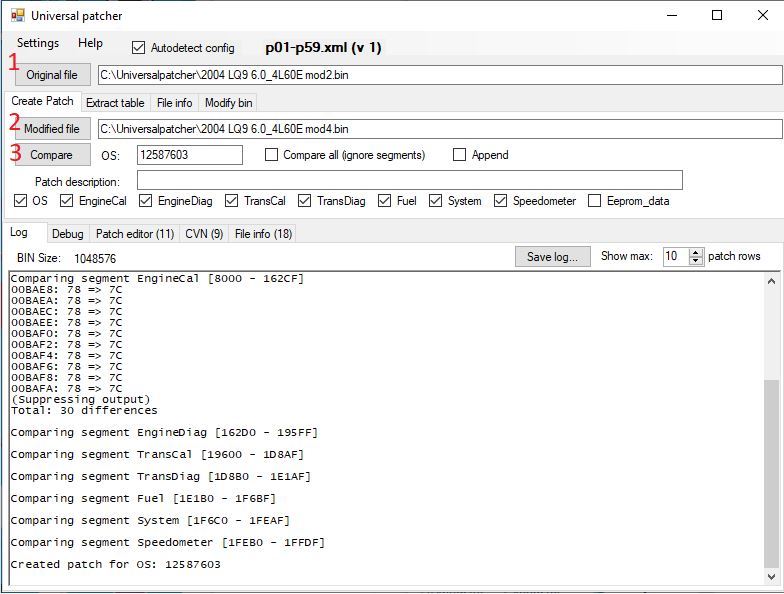 Universal patcher
Settings Help Autodetect config p01-p59.xml (v 1)
1 Original file C:\Universalpatcher\2004 LQ9 6.0_4L60E mod2.bin
Create Patch Extract table File info Modify bin
2 Modified file C:\Universalpatcher\2004 LQ9 6.0_4L60E mod4.bin
3 Compare OS: 12587603 Compare all (ignore segments) Append
Patch description:
OS EngineCal EngineDiag TransCal TransDiag Fuel System Speedometer Eeprom_data
Log Debug Patch editor (11) CVN (9) File info (18)
BIN Size: 1048576 Save log... Show max: 10 patch rows
Comparing segment EngineCal [8000 - 162CF]
00BAE8: 78 => 7C
00BAEA: 78 => 7C
00BAEC: 78 => 7C
00BAEE: 78 => 7C
00BAF0: 78 => 7C
00BAF2: 78 => 7C
00BAF4: 78 => 7C
00BAF6: 78 => 7C
00BAF8: 78 => 7C
00BAFA: 78 => 7C
(Suppressing output)
Total: 30 differences
Comparing segment EngineDiag [162D0 - 195FF]
Comparing segment TransCal [19600 - 1D8AF]
Comparing segment TransDiag [1D8B0 - 1E1AF]
Comparing segment Fuel [1E1B0 - 1F6BF]
Comparing segment System [1F6C0 - 1FEAF]
Comparing segment Speedometer [1FEB0 - 1FFDF]
Created patch for OS: 12587603